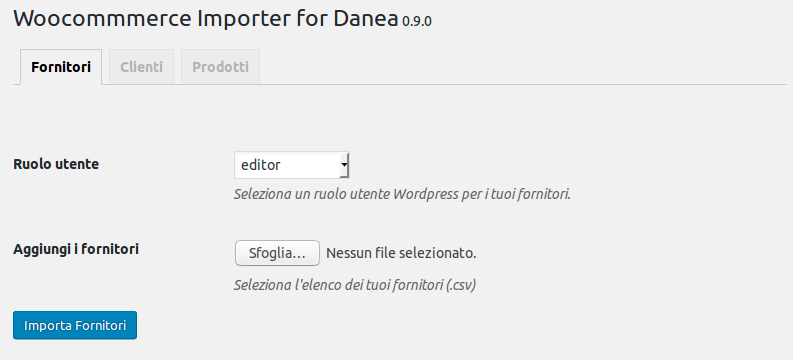 Woocommmerce Importer for Danea 0.9.0
Fornitori Clienti Prodotti
Ruolo utente editor
Seleziona un ruolo utente Wordpress per i tuoi fornitori.
Aggiungi i fornitori Sfoglia... Nessun file selezionato.
Seleziona l'elenco dei tuoi fornitori (.csv)
Importa Fornitori